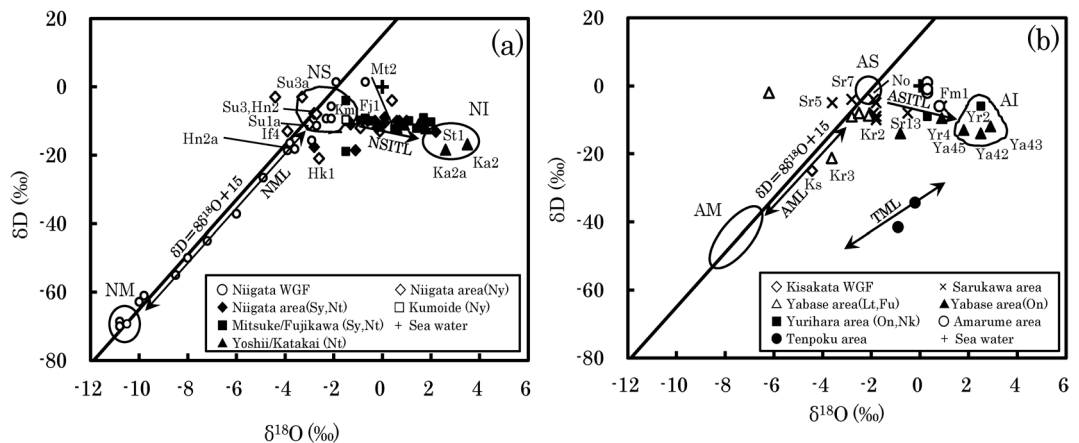 (a)
20
0
-20
-40
-60
-80
δD (‰)
-12 -10 -8 -6 -4 -2 0 2 4 6
δ18O (‰)
NS
Mt2
Su3a
NI
Su3,Hn2
Km
Fj1
Su1a
If4
St1
Hn2a
NSITL
Ka2
Ka2a
Hk1
NML
δD=8δ18O+15
NM
Niigata WGF
Niigata area(Ny)
Niigata area(Sy,Nt)
Kumoide (Ny)
Mitsuke/Fujikawa (Sy,Nt)
Sea water
Yoshii/Katakai (Nt)
(b)
20
0
-20
-40
-60
-80
δD (‰)
-12 -10 -8 -6 -4 -2 0 2 4 6
δ18O (‰)
AS
Sr7
No
Sr5
ASITL
Fm1
AI
Kr2
Sr13
Yr4
Yr2
Ya45
Ya42
Ya43
Kr3
Ks
δD=8δ18O+15
AML
AM
TML
Kisakata WGF
Sarukawa area
Yabase area(Lt,Fu)
Yabase area(On)
Yurihara area (On,Nk)
Amarume area
Tenpoku area
Sea water